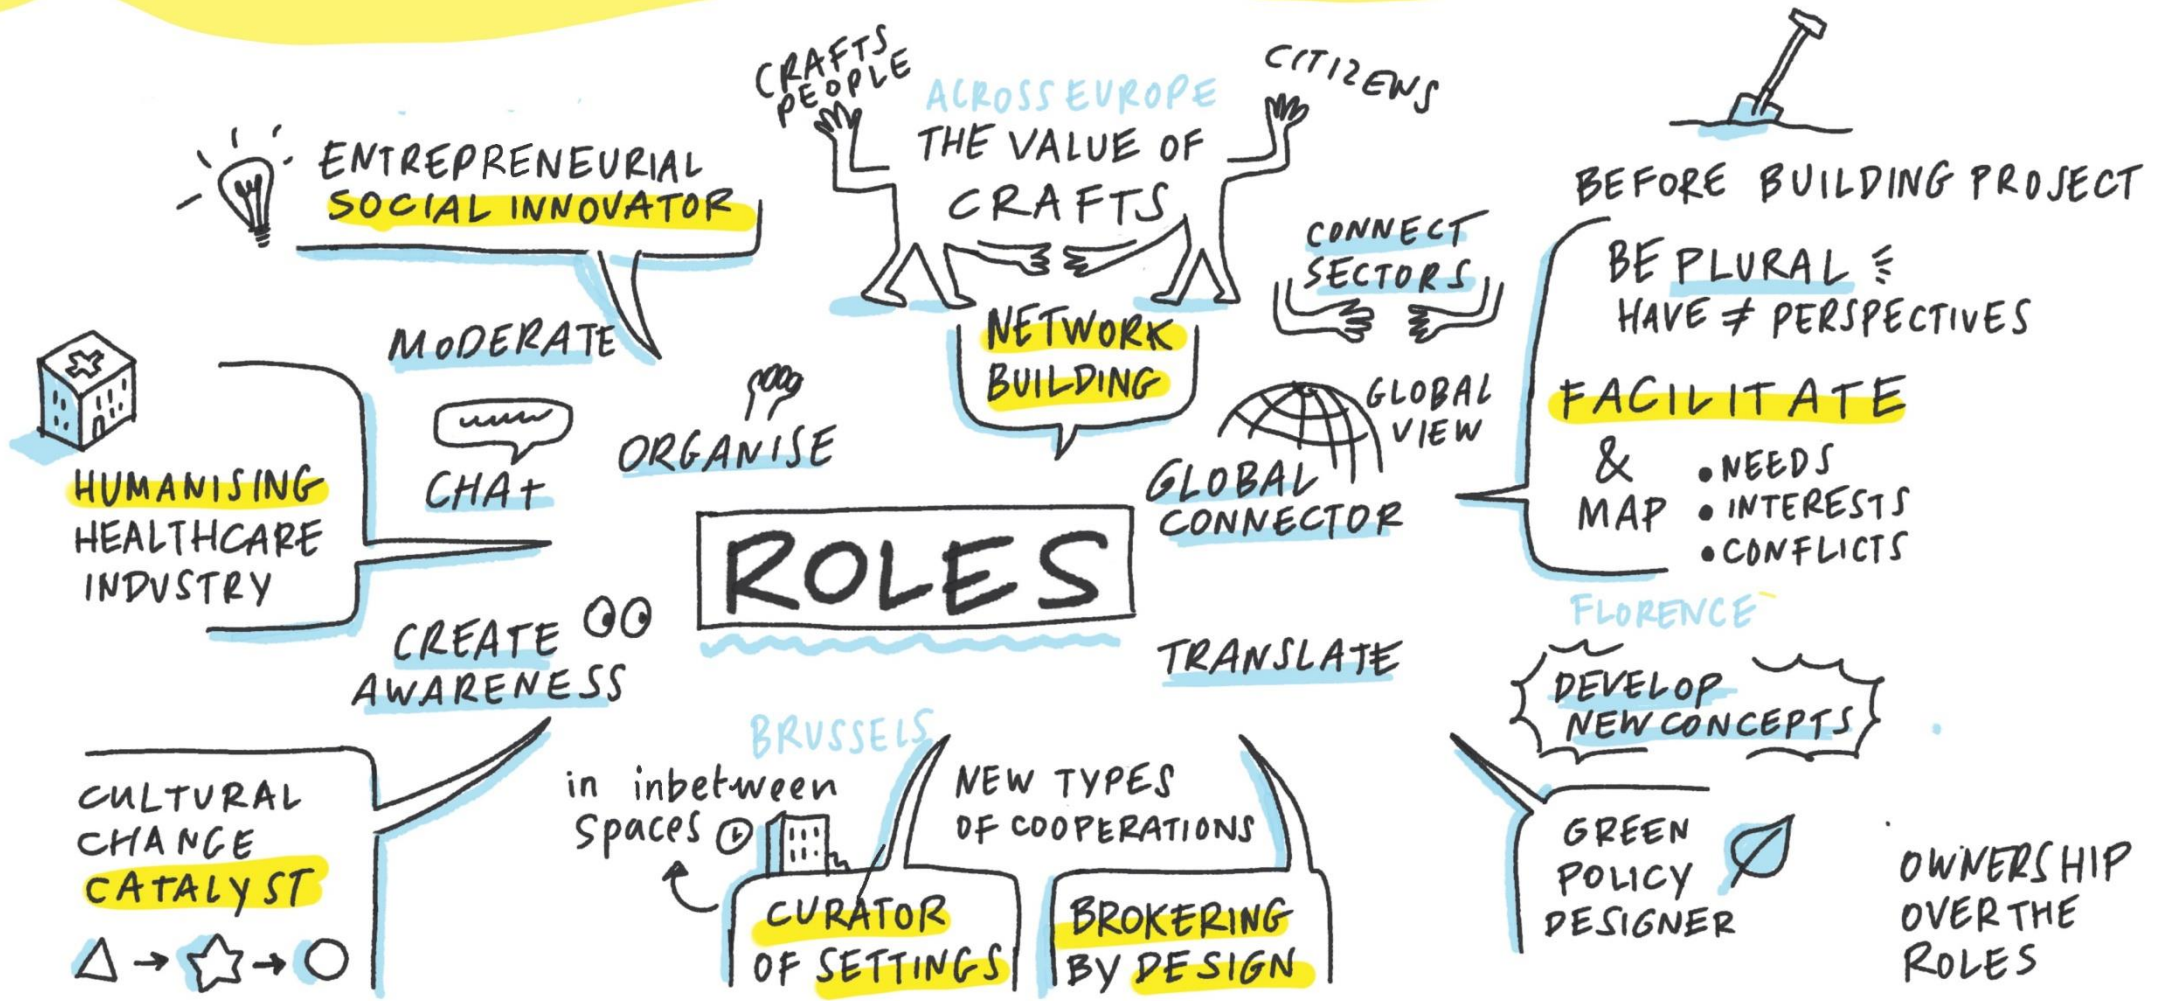 CRAFTS
PEOPLE
ACROSS EUROPE
THE VALUE OF
CRAFTS
CITIZENS
ENTREPRENEURIAL
SOCIAL INNOVATOR
NETWORK
BUILDING
CONNECT
SECTORS
BEFORE BUILDING PROJECT
BE PLURAL
HAVE ≠ PERSPECTIVES
FACILITATE
&
MAP
• NEEDS
• INTERESTS
• CONFLICTS
MODERATE
CHAT
ORGANISE
GLOBAL
VIEW
GLOBAL
CONNECTOR
HUMANISING
HEALTHCARE
INDUSTRY
ROLES
CREATE
AWARENESS
TRANSLATE
FLORENCE
DEVELOP
NEW CONCEPTS
CULTURAL
CHANGE
CATALYST
BRUSSELS
in inbetween
spaces
CURATOR
OF SETTINGS
NEW TYPES
OF COOPERATIONS
BROKERING
BY DESIGN
GREEN
POLICY
DESIGNER
OWNERSHIP
OVER THE
ROLES